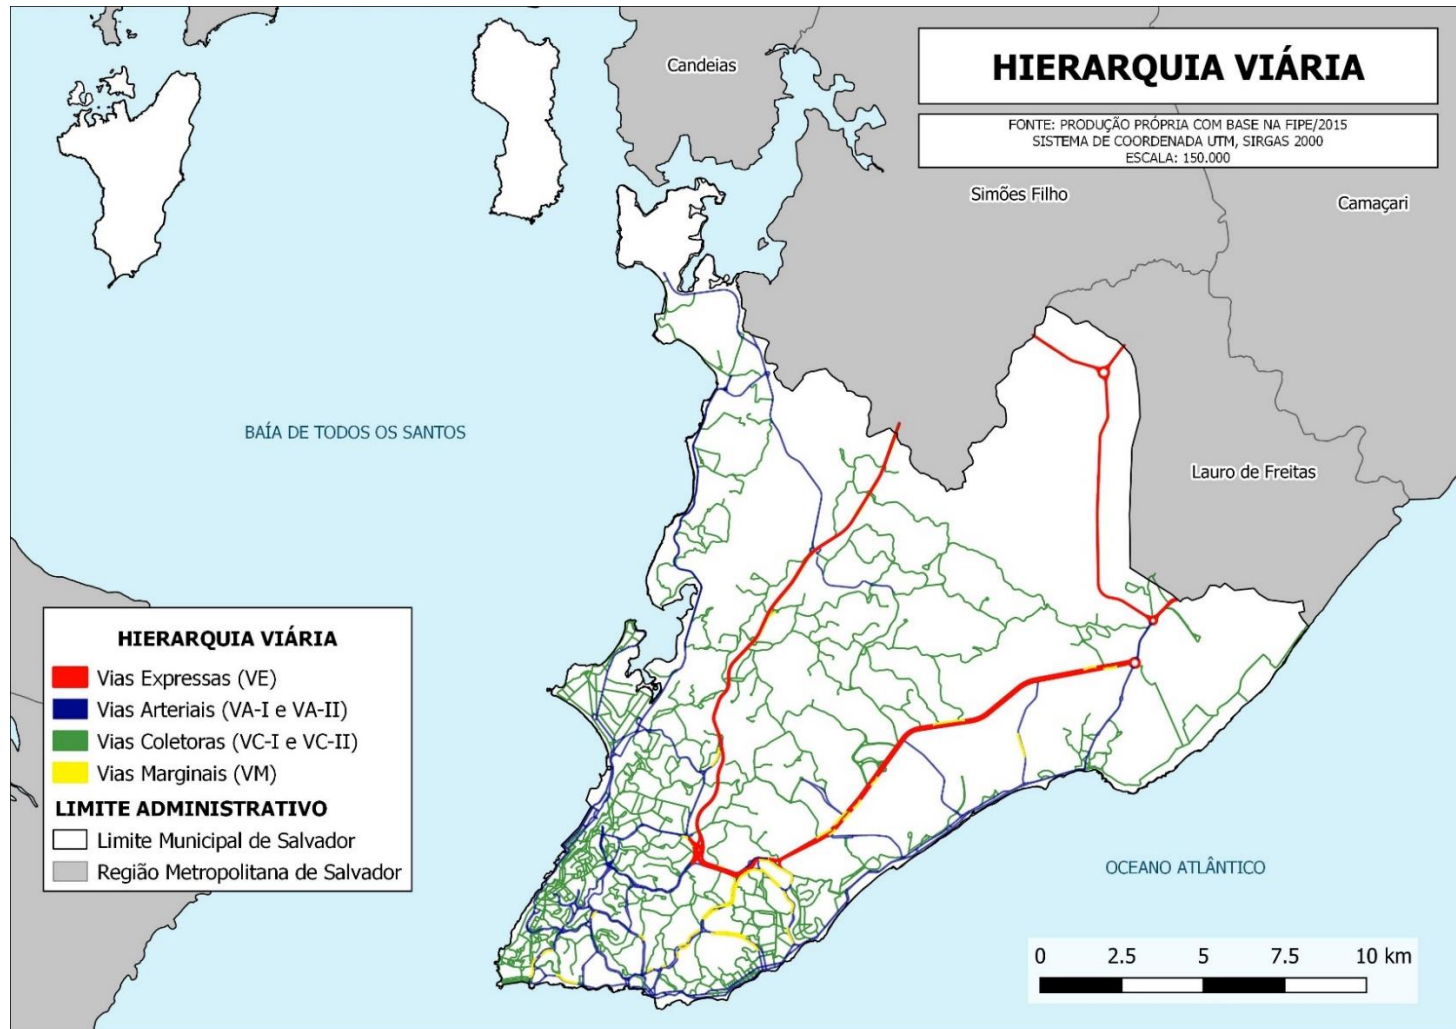 HIERARQUIA VIÁRIA
FONTE: PRODUÇÃO PRÓPRIA COM BASE NA FIPE/2015
SISTEMA DE COORDENADA UTM, SIRGAS 2000
ESCALA: 150.000
Candeias
Simões Filho
Camaçari
Lauro de Freitas
BAÍA DE TODOS OS SANTOS
HIERARQUIA VIÁRIA
Vias Expressas (VE)
Vias Arteriais (VA-I e VA-II)
Vias Coletoras (VC-I e VC-II)
Vias Marginais (VM)
LIMITE ADMINISTRATIVO
Limite Municipal de Salvador
Região Metropolitana de Salvador
OCEANO ATLÂNTICO
0 2.5 5 7.5 10 km